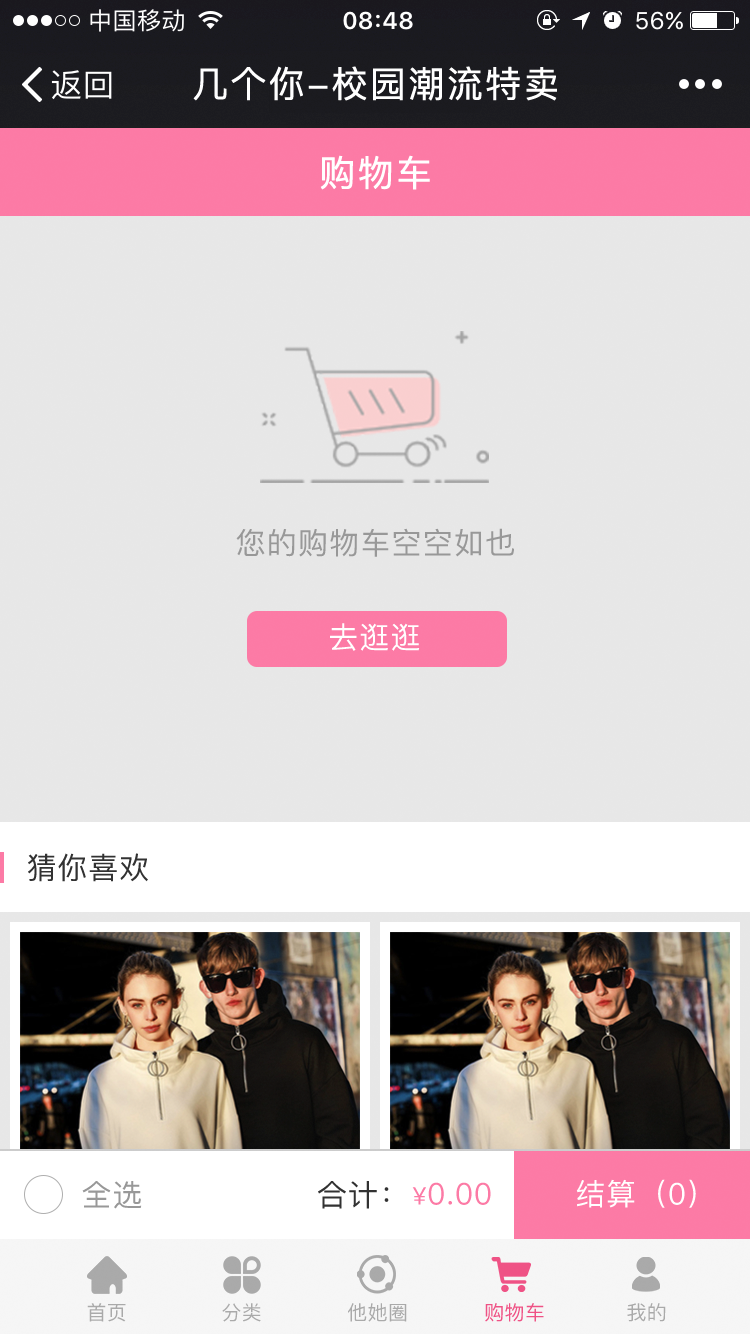 中国移动 08:48 56%
返回 几个你–校园潮流特卖
购物车
您的购物车空空如也
去逛逛
猜你喜欢
全选 合计： ¥0.00 结算（0）
首页 分类 他她圈 购物车 我的